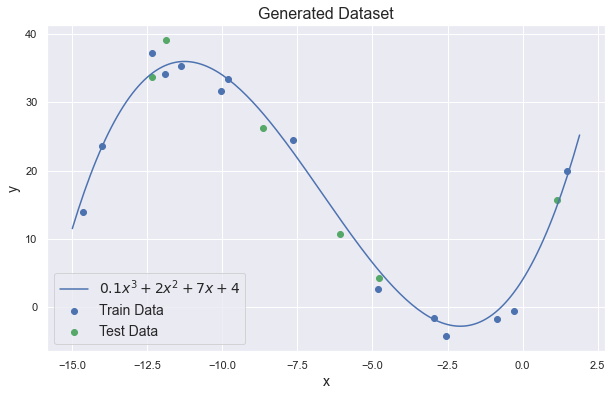 Generated Dataset
40
30
20
10
0
y
−15.0 −12.5 −10.0 −7.5 −5.0 −2.5 0.0 2.5
x
0.1x³ + 2x² + 7x + 4
Train Data
Test Data